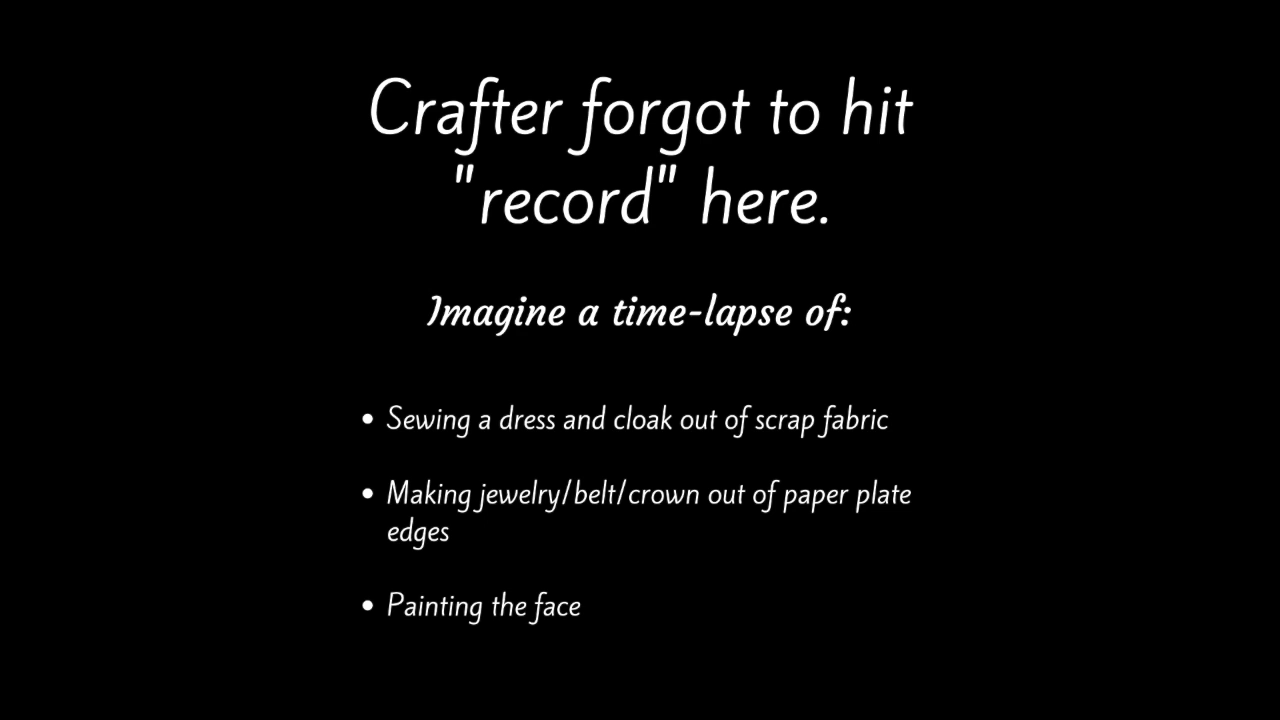 Crafter forgot to hit
"record" here.
Imagine a time-lapse of:
• Sewing a dress and cloak out of scrap fabric
• Making jewelry/belt/crown out of paper plate
edges
• Painting the face